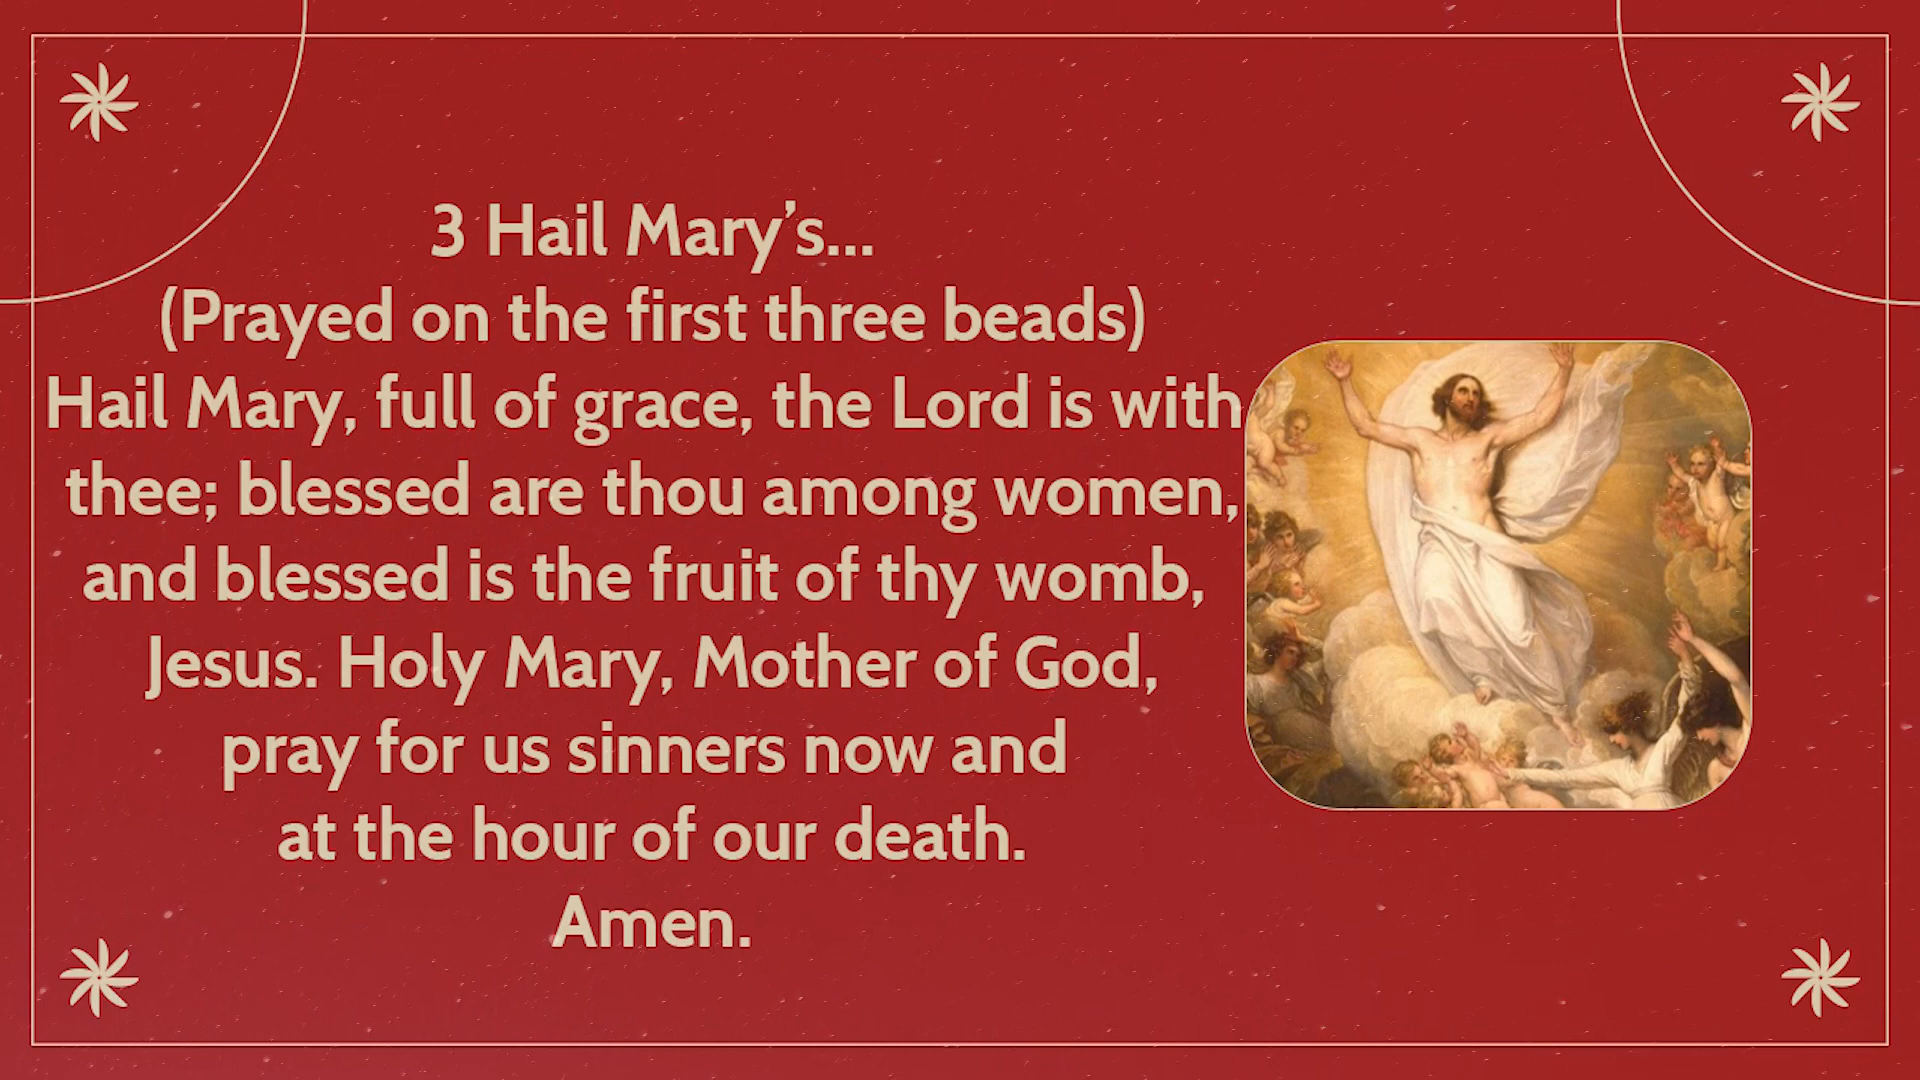 3 Hail Mary’s...
(Prayed on the first three beads)
Hail Mary, full of grace, the Lord is with
thee; blessed are thou among women,
and blessed is the fruit of thy womb,
Jesus. Holy Mary, Mother of God,
pray for us sinners now and
at the hour of our death.
Amen.